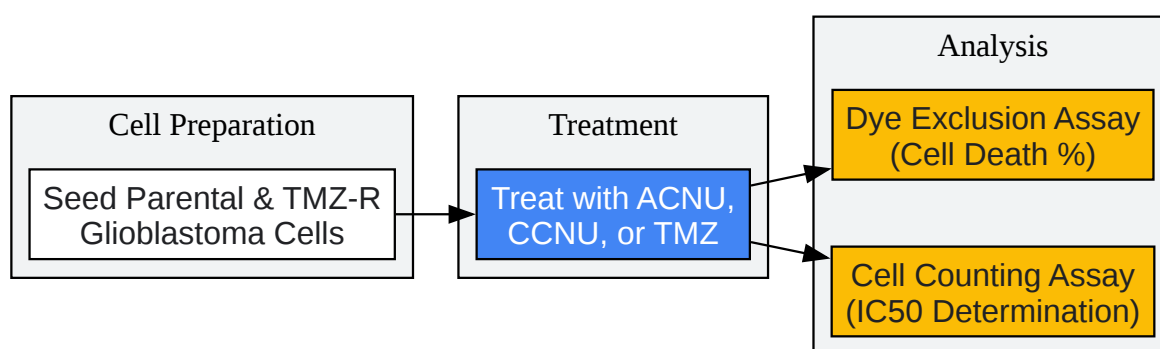 Cell Preparation
Seed Parental & TMZ-R
Glioblastoma Cells
Treatment
Treat with ACNU,
CCNU, or TMZ
Analysis
Dye Exclusion Assay
(Cell Death %)
Cell Counting Assay
(IC50 Determination)